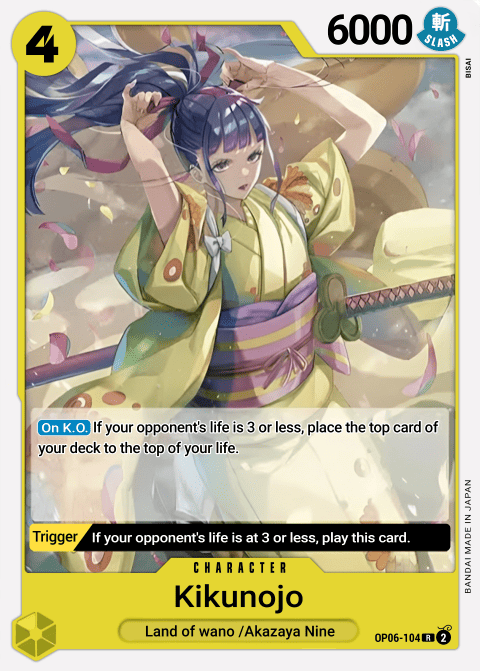 4
6000
斬
SLASH
BISAI
On K.O. If your opponent's life is 3 or less, place the top card of
your deck to the top of your life.
Trigger If your opponent's life is at 3 or less, play this card.
BANDAI MADE IN JAPAN
CHARACTER
Kikunojo
Land of wano /Akazaya Nine
OP06-104 R 2